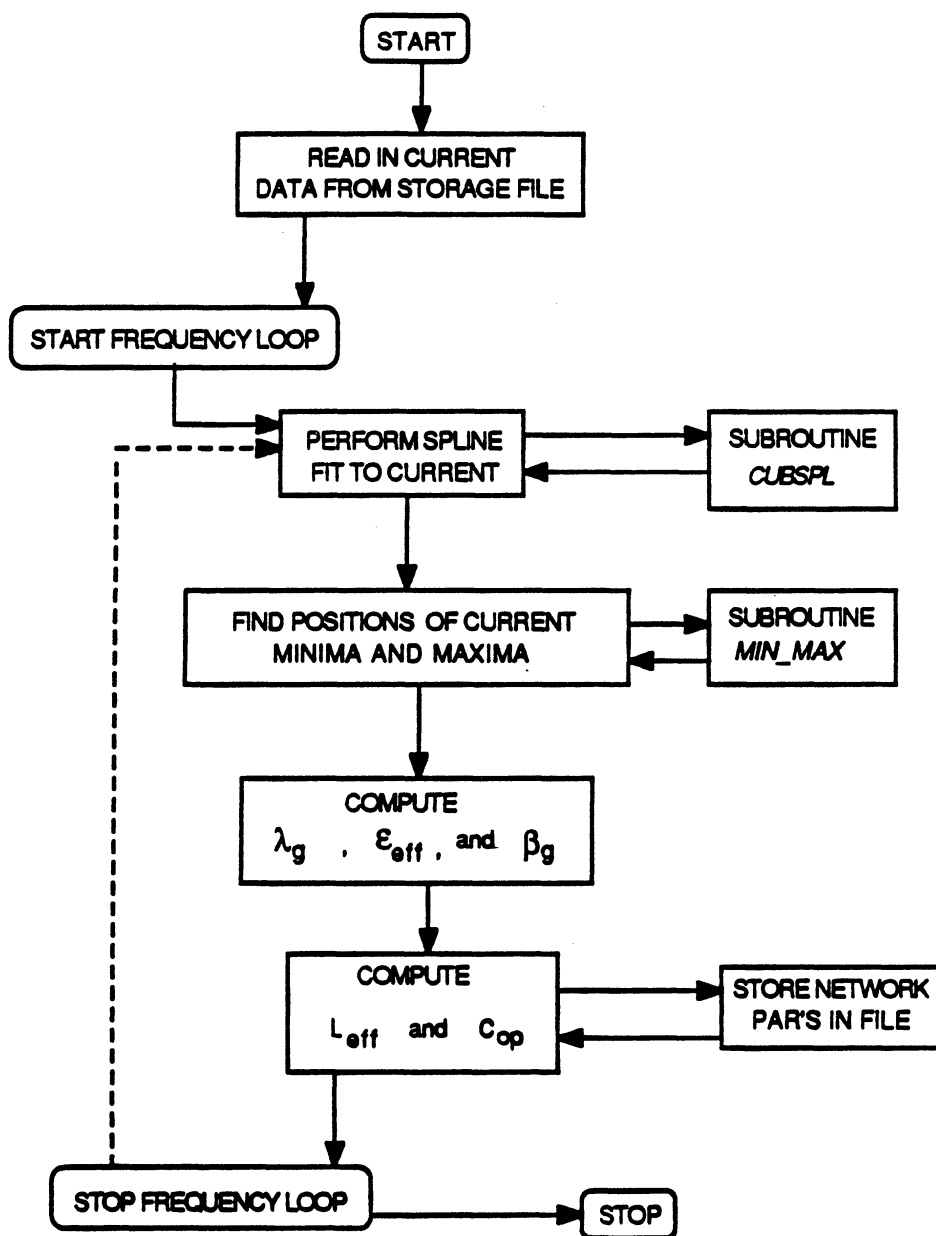 START
READ IN CURRENT
DATA FROM STORAGE FILE
START FREQUENCY LOOP
PERFORM SPLINE
FIT TO CURRENT
SUBROUTINE
CUBSPL
FIND POSITIONS OF CURRENT
MINIMA AND MAXIMA
SUBROUTINE
MIN_MAX
COMPUTE
λg , εeff, and βg
COMPUTE
Leff and Cop
STORE NETWORK
PAR'S IN FILE
STOP FREQUENCY LOOP
STOP